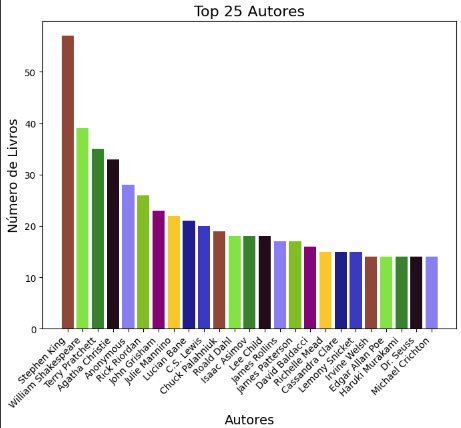 Top 25 Autores
Número de Livros
50
40
30
20
10
0
Stephen King
William Shakespeare
Terry Pratchett
Agatha Christie
Anonymous
Rick Riordan
John Grisham
Julie Manning
Lucian Bane
C.S. Lewis
Chuck Palahniuk
Roald Dahl
Isaac Asimov
Lee Child
James Rollins
James Patterson
David Baldacci
Richelle Mead
Cassandra Clare
Lemony Snicket
Irvine Welsh
Edgar Allan Poe
Haruki Murakami
Dr. Seuss
Michael Crichton
Autores